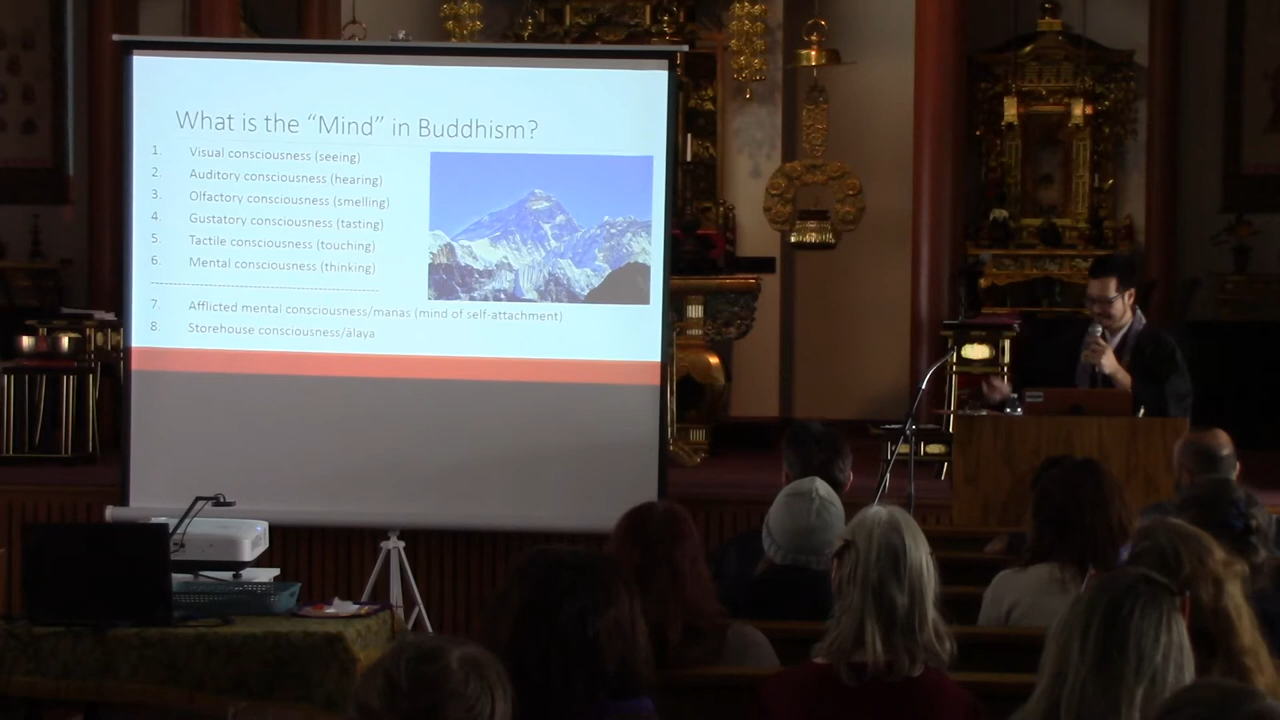 What is the “Mind” in Buddhism?
1. Visual consciousness (seeing)
2. Auditory consciousness (hearing)
3. Olfactory consciousness (smelling)
4. Gustatory consciousness (tasting)
5. Tactile consciousness (touching)
6. Mental consciousness (thinking)
7. Afflicted mental consciousness/manas (mind of self-attachment)
8. Storehouse consciousness/ālaya